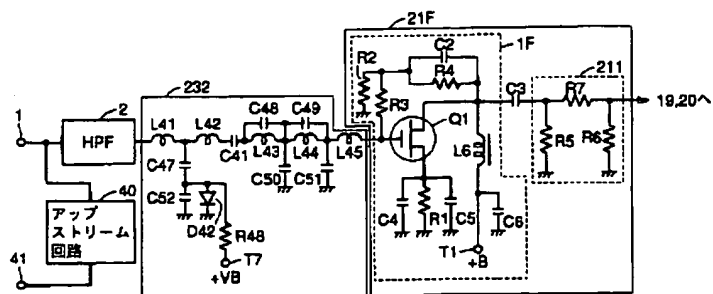 21F
232
R2
C2
1F
R4
C3
211
R7
19,20へ
1
2
HPF
L41
L42
C48
C49
R3
Q1
C41
L43
L44
L45
L6
R5
R6
C47
C50
C51
40
C52
アップ
ストリーム
回路
D42
R48
C4
R1
C5
C6
41
T7
+VB
T1
+B